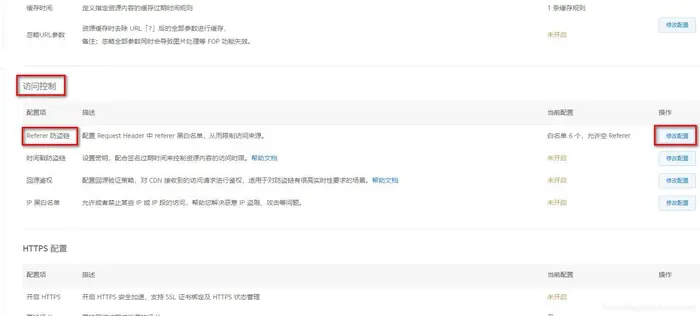 缓存时间 定义指定资源内容的缓存过期时间规则 1 条缓存规则
忽略URL参数 资源缓存时去除 URL「?」后的全部参数进行缓存。 未开启 修改配置
备注：忽略全部参数同时会导致图片处理等 FOP 功能失效。
访问控制
配置项 描述 当前配置 操作
Referer 防盗链 配置 Request Header 中 referer 黑白名单，从而限制访问来源。 白名单 6 个，允许空 Referer 修改配置
时间戳防盗链 设置密钥，配合签名过期时间来控制资源内容的访问时限。帮助文档 未开启 修改配置
回源鉴权 配置回源验证策略，对 CDN 接收到的访问请求进行鉴权，适用于对防盗链有很高实时性要求的场景。帮助文档 未开启 修改配置
IP 黑白名单 允许或者禁止某些 IP 或 IP 段的访问，帮助您解决恶意 IP 盗刷、攻击等问题。 未开启 修改配置
HTTPS 配置
配置项 描述 当前配置 操作
开启 HTTPS 开启 HTTPS 安全加速，支持 SSL 证书绑定及 HTTPS 状态管理 未开启 修改配置